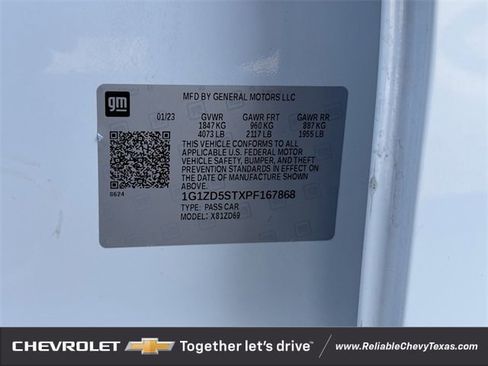 gm
MFD BY GENERAL MOTORS LLC
01/23 GVWR GAWR FRT GAWR RR
1847 KG 960 KG 887 KG
4073 LB 2117 LB 1955 LB
THIS VEHICLE CONFORMS TO ALL
APPLICABLE U.S. FEDERAL MOTOR
VEHICLE SAFETY, BUMPER, AND THEFT
PREVENTION STANDARDS IN EFFECT ON
THE DATE OF MANUFACTURE SHOWN
ABOVE.
8624
1G1ZD5STXPF167868
TYPE: PASS CAR
MODEL: X81ZD69
CHEVROLET Together let's drive™ www.ReliableChevyTexas.com